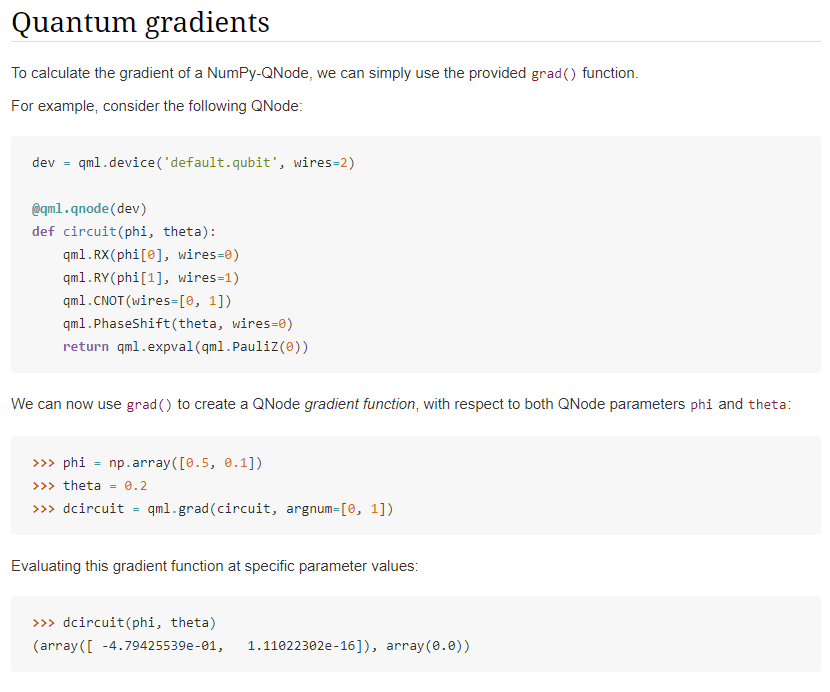 Quantum gradients
To calculate the gradient of a NumPy-QNode, we can simply use the provided grad() function.
For example, consider the following QNode:
dev = qml.device('default.qubit', wires=2)
@qml.qnode(dev)
def circuit(phi, theta):
    qml.RX(phi[0], wires=0)
    qml.RY(phi[1], wires=1)
    qml.CNOT(wires=[0, 1])
    qml.PhaseShift(theta, wires=0)
    return qml.expval(qml.PauliZ(0))
We can now use grad() to create a QNode gradient function, with respect to both QNode parameters phi and theta:
>>> phi = np.array([0.5, 0.1])
>>> theta = 0.2
>>> dcircuit = qml.grad(circuit, argnum=[0, 1])
Evaluating this gradient function at specific parameter values:
>>> dcircuit(phi, theta)
(array([ -4.79425539e-01,   1.11022302e-16]), array(0.0))